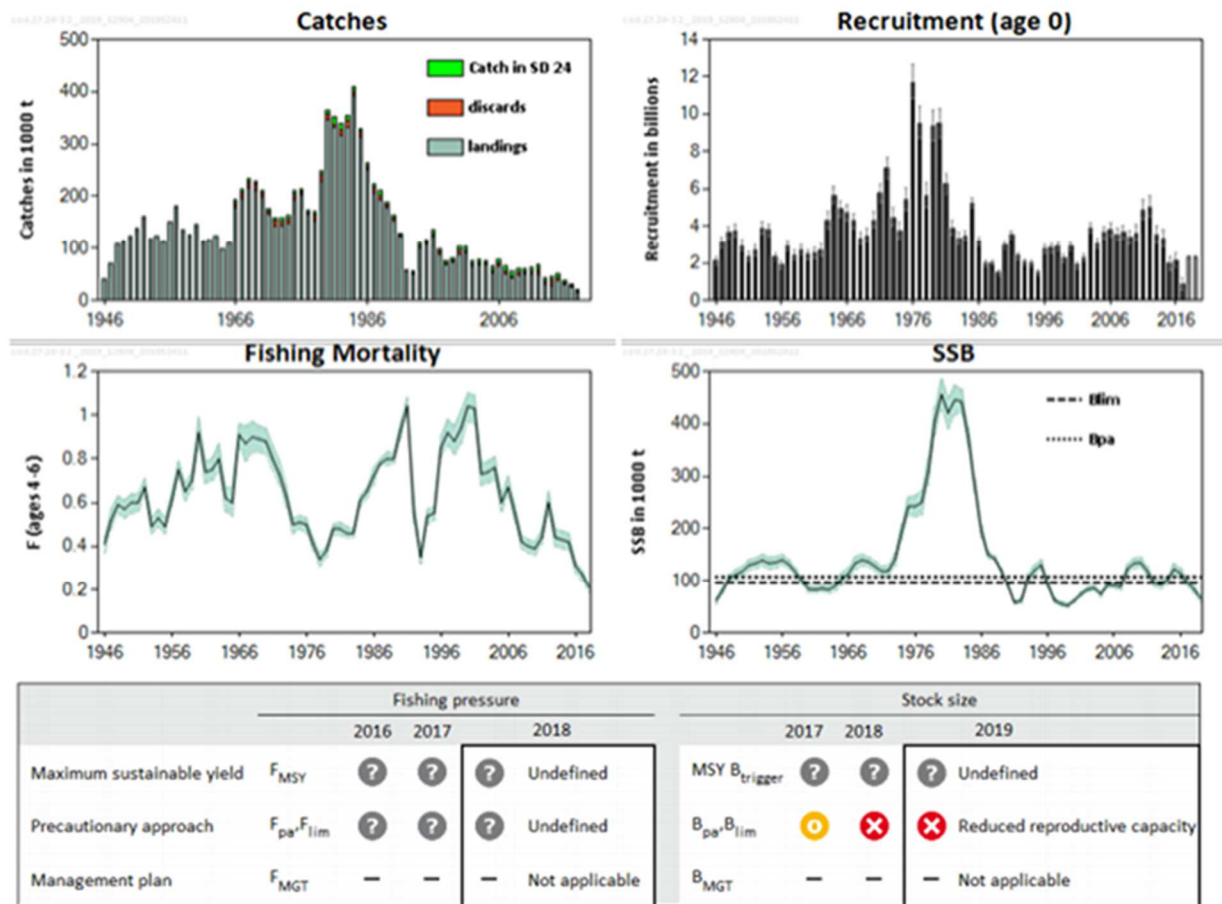 Catches
Catches in 1000 t
500
400
300
200
100
0
1946
1966
1986
2006
Catch in SD 24
discards
landings
Recruitment (age 0)
Recruitment in billions
14
12
10
8
6
4
2
0
1946
1956
1966
1976
1986
1996
2006
2016
Fishing Mortality
F (ages 4-6)
1.2
1
0.8
0.6
0.4
0.2
0
1946
1956
1966
1976
1986
1996
2006
2016
SSB
SSB in 1000 t
500
400
300
200
100
0
1946
1956
1966
1976
1986
1996
2006
2016
Blim
Bpa
Fishing pressure
2016 2017 2018
Maximum sustainable yield FMSY ? ? ? Undefined
Precautionary approach Fpa,Flim ? ? ? Undefined
Management plan FMGT – – – Not applicable
Stock size
2017 2018 2019
MSY Btrigger ? ? ? Undefined
Bpa,Blim Reduced reproductive capacity
BMGT – – – Not applicable